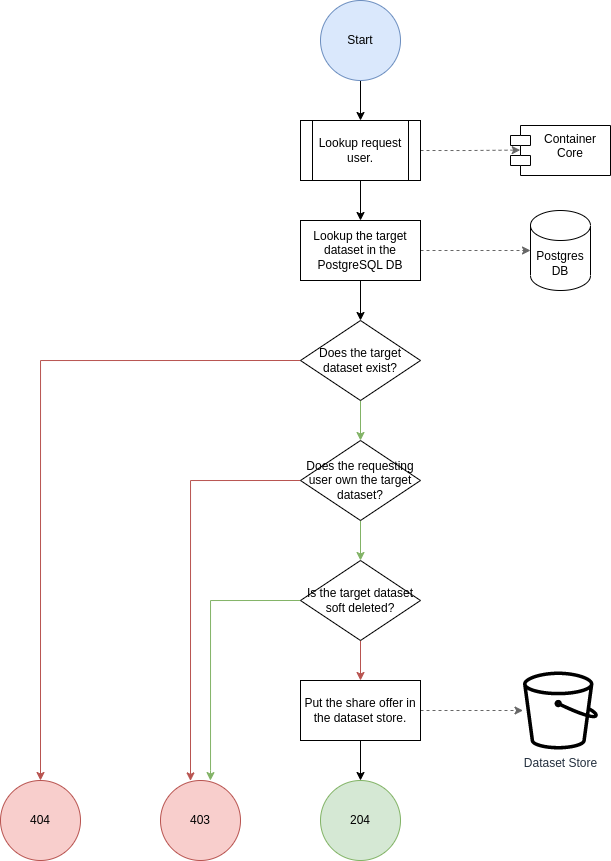 Start
Lookup request
user.
Container
Core
Lookup the target
dataset in the
PostgreSQL DB
Postgres
DB
Does the target
dataset exist?
Does the requesting
user own the target
dataset?
Is the target dataset
soft deleted?
Put the share offer in
the dataset store.
Dataset Store
404
403
204